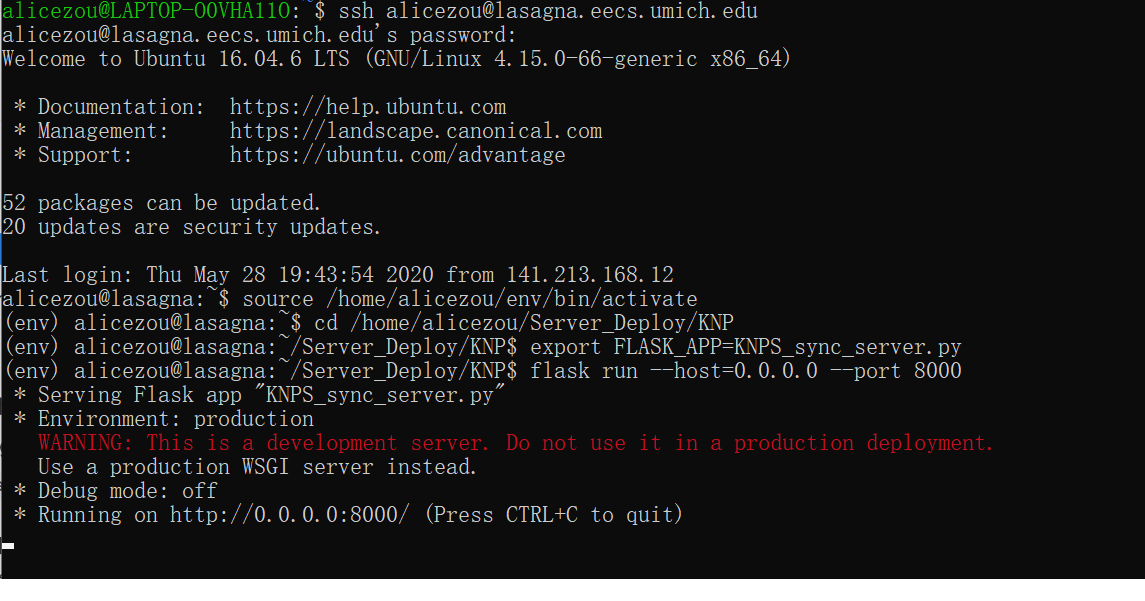 alicezou@LAPTOP-OOVHA11O:~$ ssh alicezou@lasagna.eecs.umich.edu
alicezou@lasagna.eecs.umich.edu's password:
Welcome to Ubuntu 16.04.6 LTS (GNU/Linux 4.15.0-66-generic x86_64)
* Documentation:  https://help.ubuntu.com
* Management:     https://landscape.canonical.com
* Support:        https://ubuntu.com/advantage
52 packages can be updated.
20 updates are security updates.
Last login: Thu May 28 19:43:54 2020 from 141.213.168.12
alicezou@lasagna:~$ source /home/alicezou/env/bin/activate
(env) alicezou@lasagna:~$ cd /home/alicezou/Server_Deploy/KNP
(env) alicezou@lasagna:~/Server_Deploy/KNP$ export FLASK_APP=KNPS_sync_server.py
(env) alicezou@lasagna:~/Server_Deploy/KNP$ flask run --host=0.0.0.0 --port 8000
* Serving Flask app "KNPS_sync_server.py"
* Environment: production
WARNING: This is a development server. Do not use it in a production deployment.
Use a production WSGI server instead.
* Debug mode: off
* Running on http://0.0.0.0:8000/ (Press CTRL+C to quit)